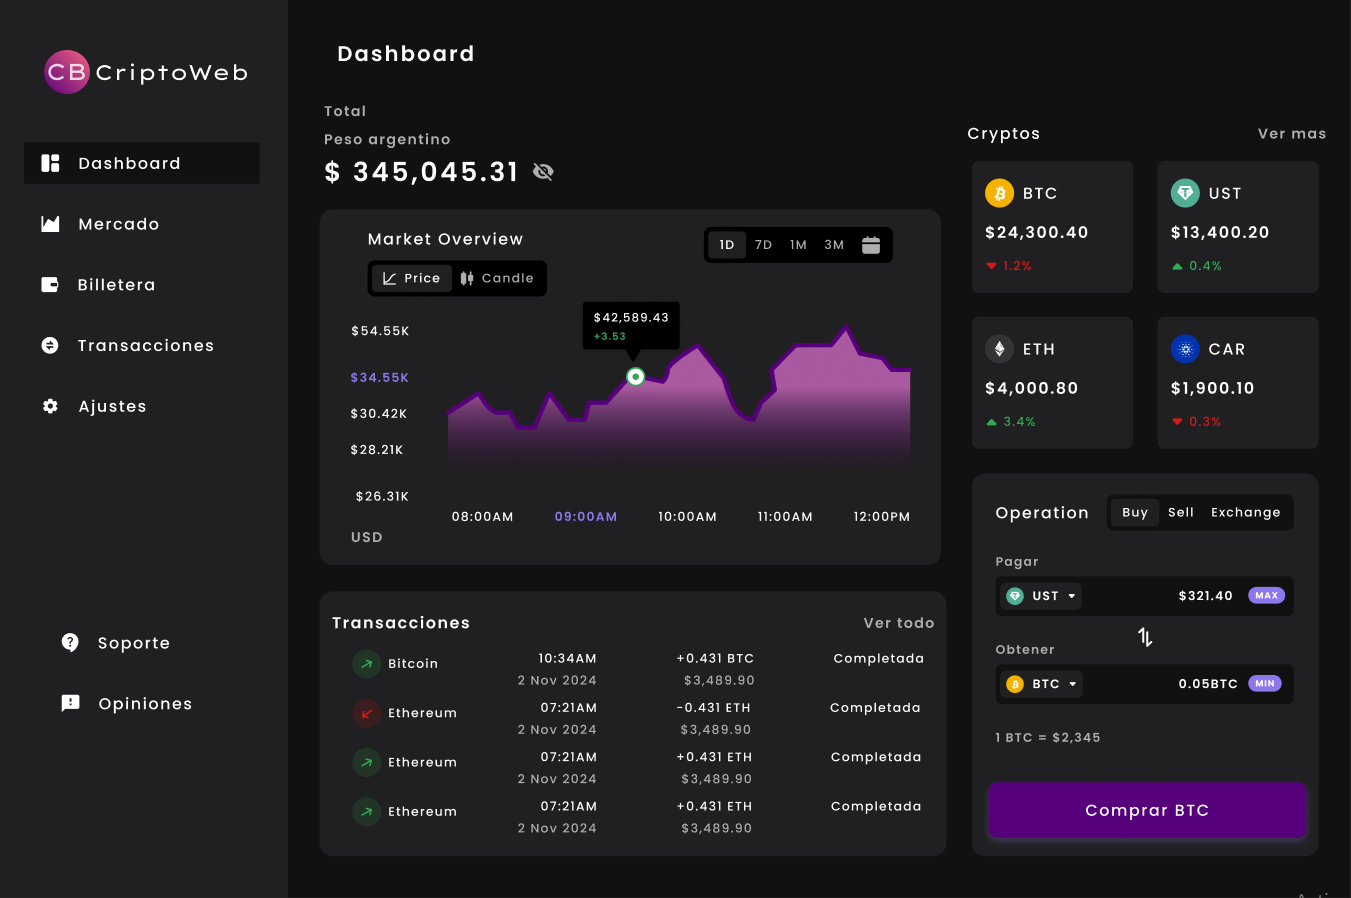 CB CriptoWeb
Dashboard
Mercado
Billetera
Transacciones
Ajustes
Soporte
Opiniones
Dashboard
Total
Peso argentino
$ 345,045.31
Market Overview
1D 7D 1M 3M
Price Candle
$42,589.43
+3.53
$54.55K
$34.55K
$30.42K
$28.21K
$26.31K
08:00AM 09:00AM 10:00AM 11:00AM 12:00PM
USD
Transacciones Ver todo
Bitcoin 10:34AM +0.431 BTC Completada
2 Nov 2024 $3,489.90
Ethereum 07:21AM -0.431 ETH Completada
2 Nov 2024 $3,489.90
Ethereum 07:21AM +0.431 ETH Completada
2 Nov 2024 $3,489.90
Ethereum 07:21AM +0.431 ETH Completada
2 Nov 2024 $3,489.90
Cryptos Ver mas
BTC
$24,300.40
1.2%
UST
$13,400.20
0.4%
ETH
$4,000.80
3.4%
CAR
$1,900.10
0.3%
Operation Buy Sell Exchange
Pagar
UST $321.40 MAX
Obtener
BTC 0.05BTC MIN
1 BTC = $2,345
Comprar BTC